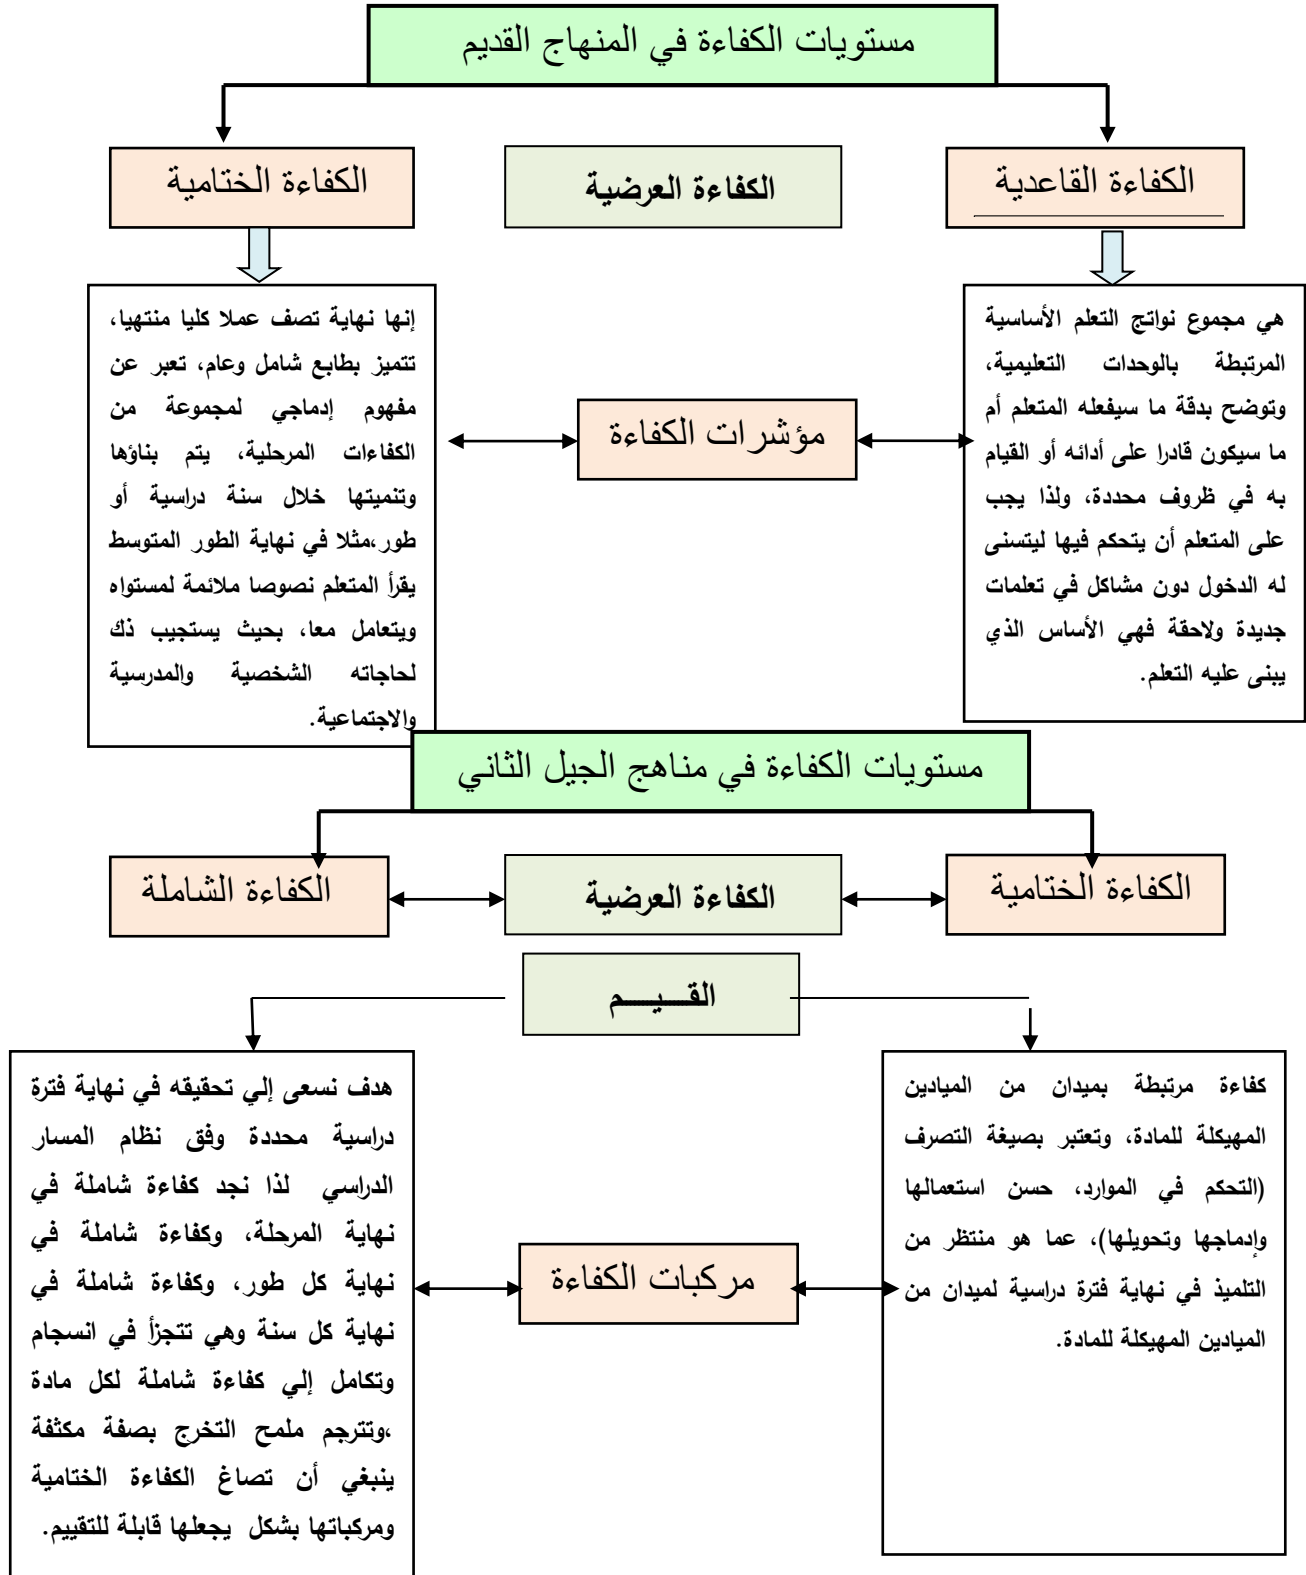 مستويات الكفاءة في المنهاج القديم
الكفاءة القاعدية
الكفاءة العرضية
الكفاءة الختامية
هي مجموع نواتج التعلم الأساسية
المرتبطة بالوحدات التعليمية،
وتوضح بدقة ما سيفعله المتعلم أم
ما سيكون قادرا على أدائه أو القيام
به في ظروف محددة، ولذا يجب
على المتعلم أن يتحكم فيها ليتسنى
له الدخول دون مشاكل في تعلمات
جديدة ولاحقة فهي الأساس الذي
يبنى عليه التعلم.
مؤشرات الكفاءة
إنها نهاية تصف عملا كليا منتهيا،
تتميز بطابع شامل وعام، تعبر عن
مفهوم إدماجي لمجموعة من
الكفاءات المرحلية، يتم بناؤها
وتنميتها خلال سنة دراسية أو
طور،مثلا في نهاية الطور المتوسط
يقرأ المتعلم نصوصا ملائمة لمستواه
ويتعامل معا، بحيث يستجيب ذك
لحاجاته الشخصية والمدرسية
والاجتماعية.
مستويات الكفاءة في مناهج الجيل الثاني
الكفاءة الختامية
الكفاءة العرضية
الكفاءة الشاملة
القـــيـــــم
كفاءة مرتبطة بميدان من الميادين
المهيكلة للمادة، وتعتبر بصيغة التصرف
(التحكم في الموارد، حسن استعمالها
وإدماجها وتحويلها)، عما هو منتظر من
التلميذ في نهاية فترة دراسية لميدان من
الميادين المهيكلة للمادة.
مركبات الكفاءة
هدف نسعى إلي تحقيقه في نهاية فترة
دراسية محددة وفق نظام المسار
الدراسي لذا نجد كفاءة شاملة في
نهاية المرحلة، وكفاءة شاملة في
نهاية كل طور، وكفاءة شاملة في
نهاية كل سنة وهي تتجزأ في انسجام
وتكامل إلي كفاءة شاملة لكل مادة
،وتترجم ملمح التخرج بصفة مكثفة
ينبغي أن تصاغ الكفاءة الختامية
ومركباتها بشكل يجعلها قابلة للتقييم.